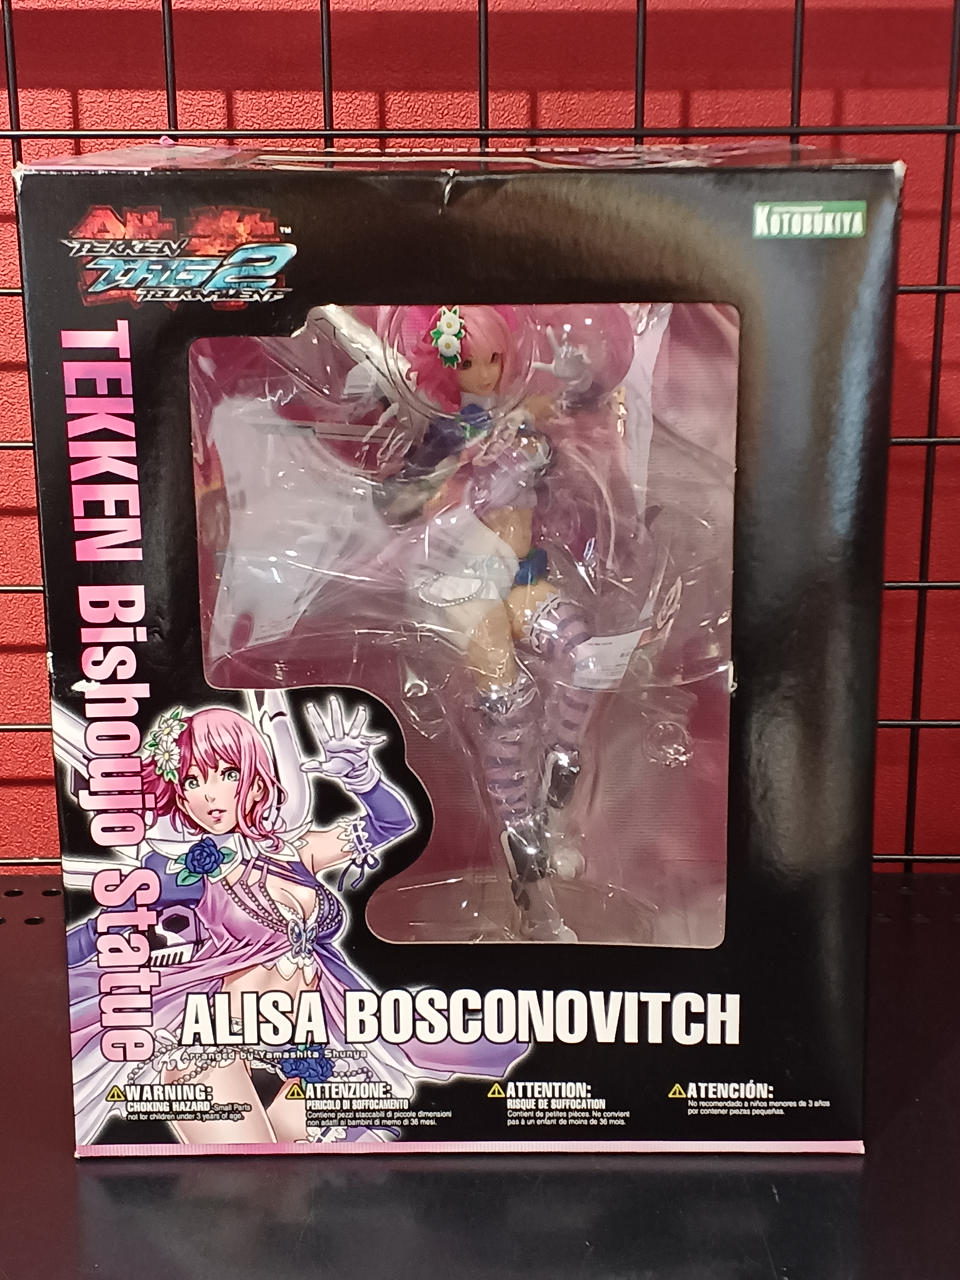 TEKKEN
TAG 2
TOURNAMENT
™
KOTOBUKIYA
TEKKEN Bishoujo Statue
ALISA BOSCONOVITCH
Arranged by Yamashita Shunya
WARNING:
CHOKING HAZARD Small Parts
not for children under 3 years of age.
ATTENZIONE:
PERICOLO DI SOFFOCAMENTO
Contiene pezzi staccabili di piccole dimensioni
non adatti ai bambini di meno di 36 mesi.
ATTENTION:
RISQUE DE SUFFOCATION
Contient de petites pièces. Ne convient
pas à un enfant de moins de 36 mois.
ATENCIÓN:
No recomendado a niños menores de 3 años
por contener piezas pequeñas.